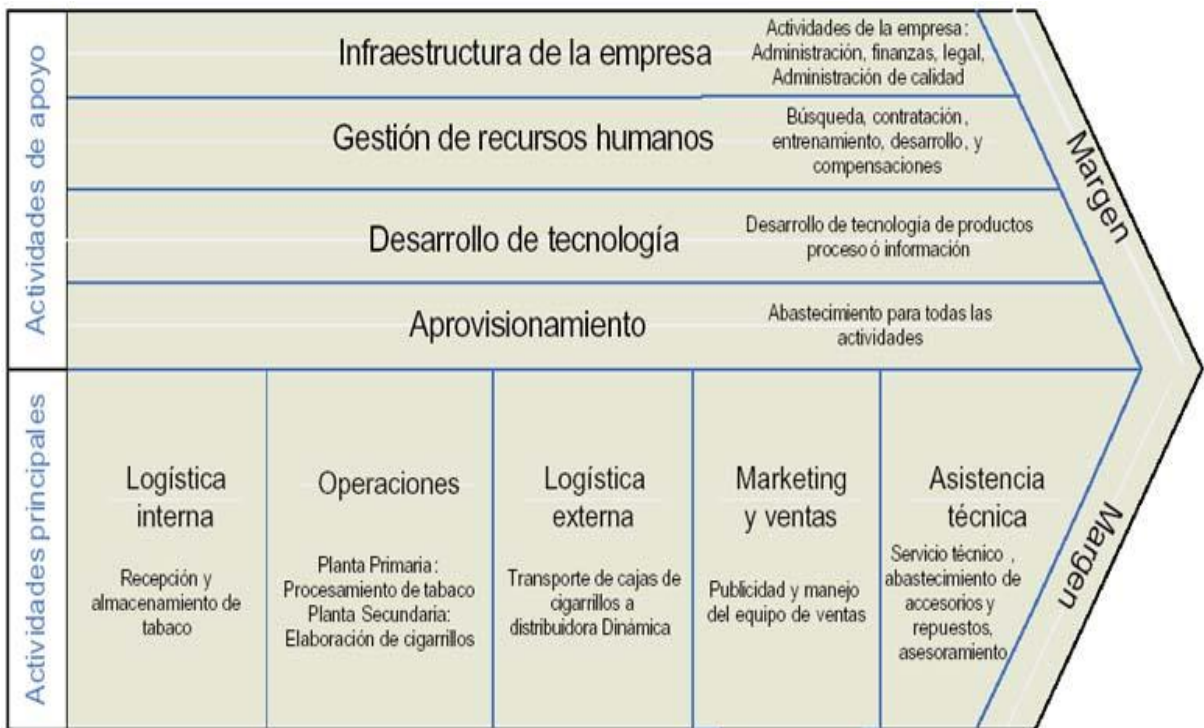 Actividades de apoyo
Infraestructura de la empresa
Actividades de la empresa:
Administración, finanzas, legal,
Administración de calidad
Gestión de recursos humanos
Búsqueda, contratación,
entrenamiento, desarrollo, y
compensaciones
Desarrollo de tecnología
Desarrollo de tecnologia de productos
proceso ó información
Aprovisionamiento
Abastecimiento para todas las
actividades
Margen
Actividades principales
Logística
interna
Recepción y
almacenamiento de
tabaco
Operaciones
Planta Primaria:
Procesamiento de tabaco
Planta Secundaria:
Elaboración de cigarrillos
Logística
externa
Transporte de cajas de
cigarrillos a
distribuidora Dinámica
Marketing
y ventas
Publicidad y manejo
del equipo de ventas
Asistencia
técnica
Servicio técnico ,
abastecimiento de
accesorios y
repuestos,
asesoramiento
Margen